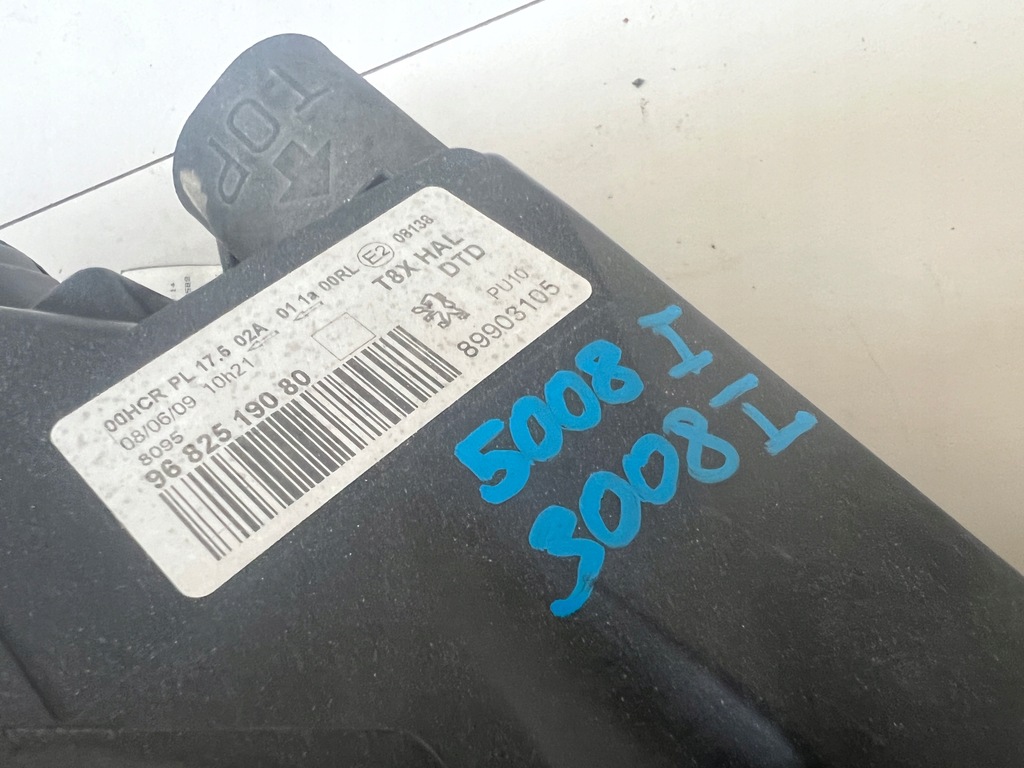 TOP
00HCR PL 17.5 02A 01 1a 00RL E2 08138
08/06/09 10h21
8095
T8X HAL
DTD
96 825 190 80
PU10
89903105
5008 I
3008 I